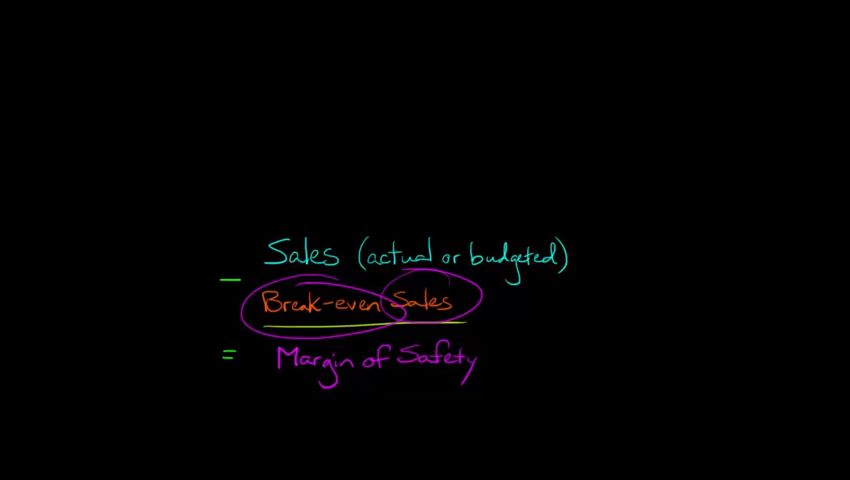 Sales (actual or budgeted)
- Break-even Sales
= Margin of Safety